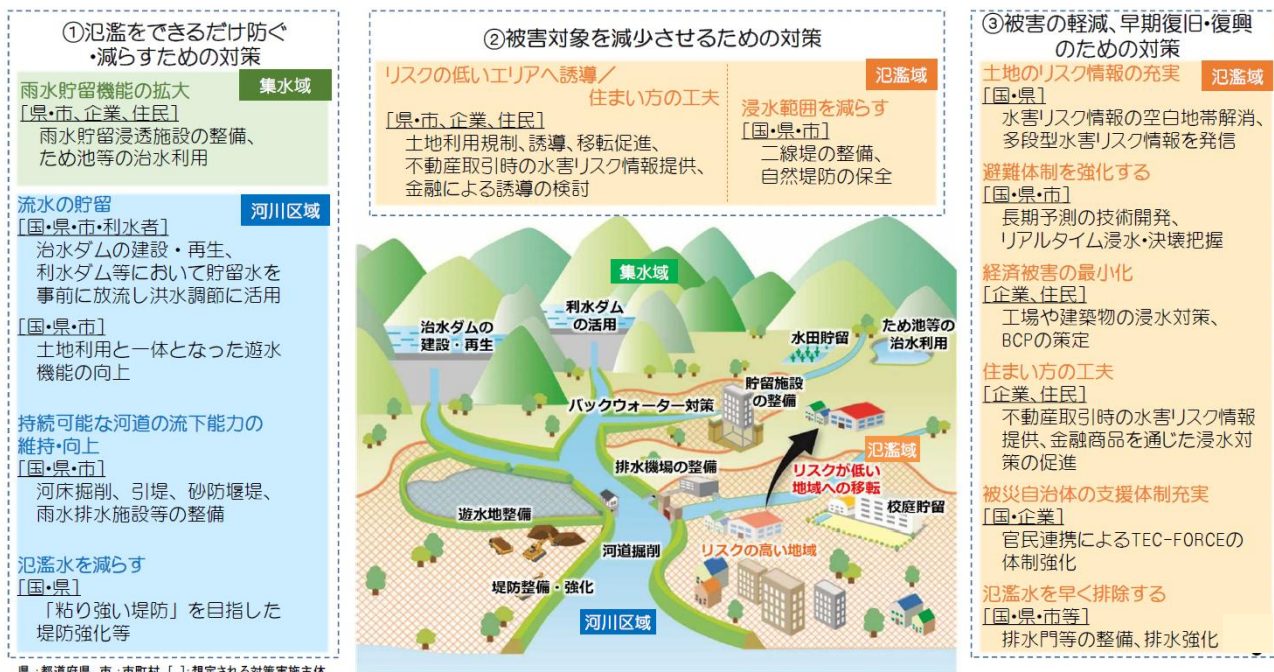 ①氾濫をできるだけ防ぐ
・減らすための対策
集水域
雨水貯留機能の拡大
[県・市、企業、住民]
雨水貯留浸透施設の整備、
ため池等の治水利用
流水の貯留
河川区域
[国・県・市・利水者]
治水ダムの建設・再生、
利水ダム等において貯留水を
事前に放流し洪水調節に活用
[国・県・市]
土地利用と一体となった遊水
機能の向上
持続可能な河道の流下能力の
維持・向上
[国・県・市]
河床掘削、引堤、砂防堰堤、
雨水排水施設等の整備
氾濫水を減らす
[国・県]
「粘り強い堤防」を目指した
堤防強化等
県：都道府県 市：市町村 [ ]：想定される対策実施主体
②被害対象を減少させるための対策
リスクの低いエリアへ誘導／
住まい方の工夫
[県・市、企業、住民]
土地利用規制、誘導、移転促進、
不動産取引時の水害リスク情報提供、
金融による誘導の検討
氾濫域
浸水範囲を減らす
[国・県・市]
二線堤の整備、
自然堤防の保全
集水域
治水ダムの
建設・再生
利水ダム
の活用
水田貯留
ため池等の
治水利用
バックウォーター対策
貯留施設
の整備
氾濫域
排水機場の整備
リスクが低い
地域への移転
遊水地整備
校庭貯留
河道掘削
リスクの高い地域
堤防整備・強化
河川区域
③被害の軽減、早期復旧・復興
のための対策
土地のリスク情報の充実
氾濫域
[国・県]
水害リスク情報の空白地帯解消、
多段型水害リスク情報を発信
避難体制を強化する
[国・県・市]
長期予測の技術開発、
リアルタイム浸水・決壊把握
経済被害の最小化
[企業、住民]
工場や建築物の浸水対策、
BCPの策定
住まい方の工夫
[企業、住民]
不動産取引時の水害リスク情報
提供、金融商品を通じた浸水対
策の促進
被災自治体の支援体制充実
[国・企業]
官民連携によるTEC-FORCEの
体制強化
氾濫水を早く排除する
[国・県・市等]
排水門等の整備、排水強化